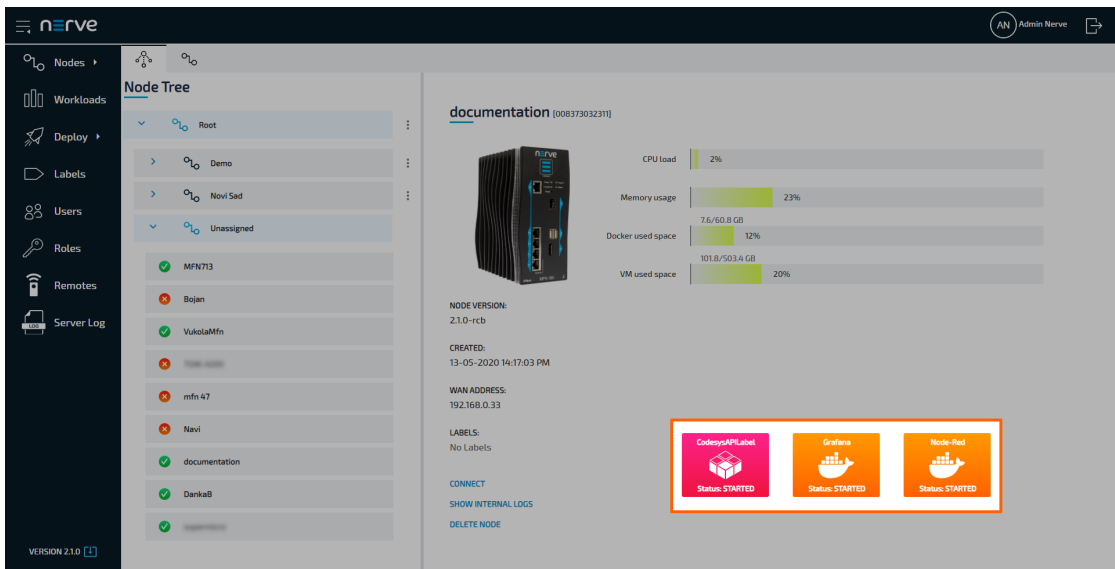 nerve
AN Admin Nerve
Nodes
Workloads
Deploy
Labels
Users
Roles
Remotes
LOG Server Log
VERSION 2.1.0
Node Tree
Root
Demo
Novi Sad
Unassigned
MFN713
Bojan
VukolaMfn
mfn 47
Navi
documentation
DankaB
documentation [008373032311]
nerve
CPU load 2%
Memory usage 23%
7.6/60.8 GB
Docker used space 12%
101.8/503.4 GB
VM used space 20%
NODE VERSION:
2.1.0-rcb
CREATED:
13-05-2020 14:17:03 PM
WAN ADDRESS:
192.168.0.33
LABELS:
No Labels
CONNECT
SHOW INTERNAL LOGS
DELETE NODE
CodesysAPILabel
Status: STARTED
Grafana
Status: STARTED
Node-Red
Status: STARTED